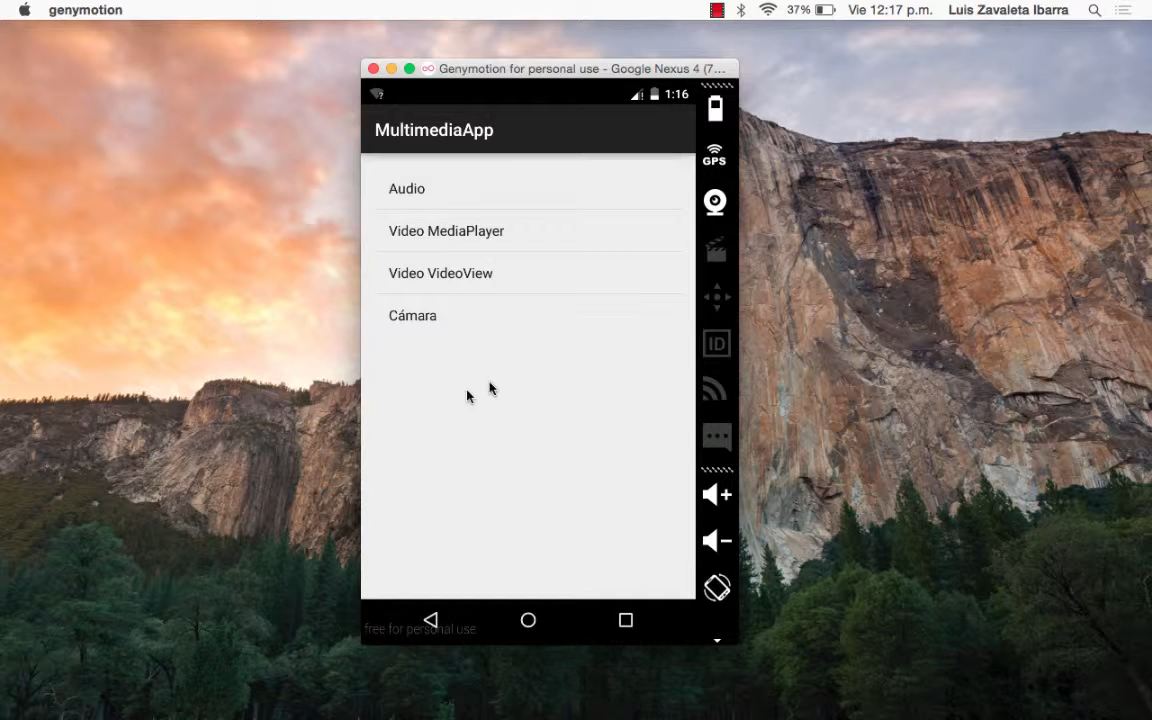 genymotion
37%
Vie 12:17 p.m.
Luis Zavaleta Ibarra
Genymotion for personal use - Google Nexus 4 (7...
1:16
MultimediaApp
GPS
Audio
Video MediaPlayer
Video VideoView
ID
Cámara
free for personal use